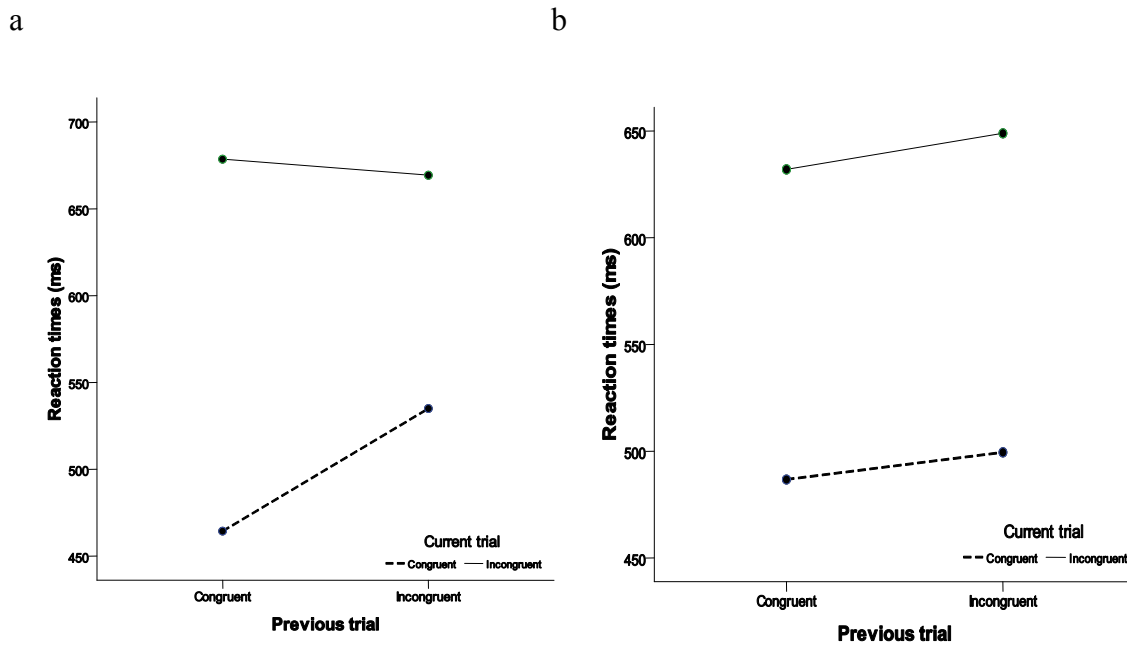 a
b
700
650
600
550
500
450
Reaction times (ms)
Current trial
Congruent Incongruent
Congruent Incongruent
Previous trial
650
600
550
500
450
Reaction times (ms)
Current trial
Congruent Incongruent
Congruent Incongruent
Previous trial